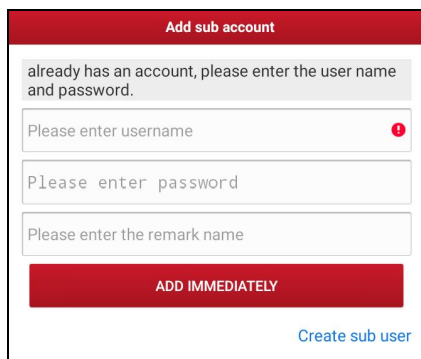 Add sub account
already has an account, please enter the user name
and password.
Please enter username
Please enter password
Please enter the remark name
ADD IMMEDIATELY
Create sub user